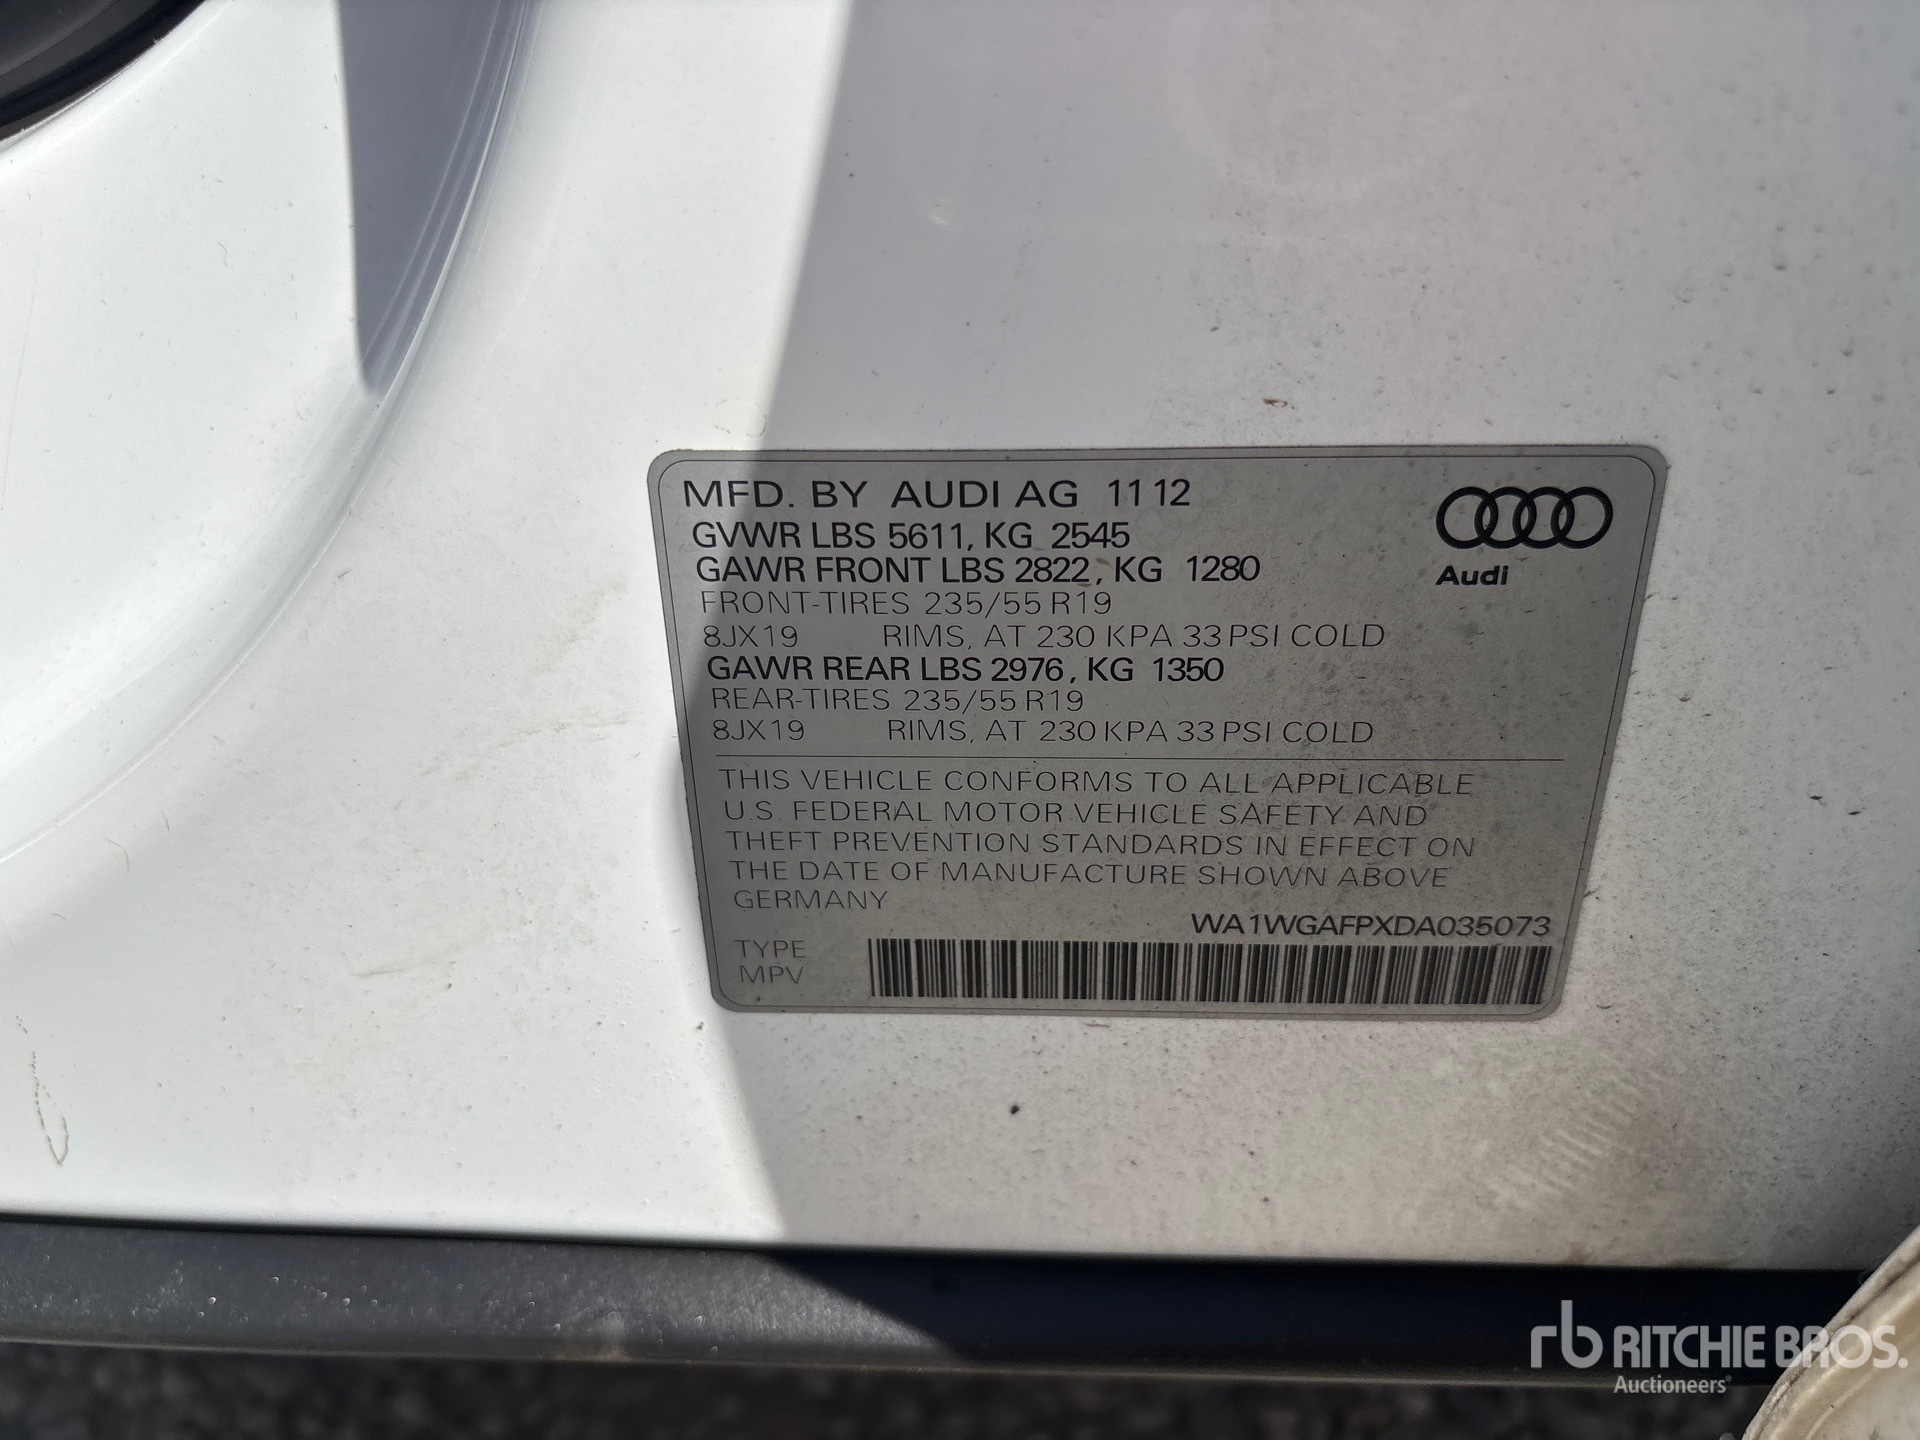 MFD. BY AUDI AG 11 12
GVWR LBS 5611, KG 2545
GAWR FRONT LBS 2822, KG 1280
Audi
FRONT-TIRES 235/55 R19
8JX19 RIMS, AT 230 KPA 33 PSI COLD
GAWR REAR LBS 2976, KG 1350
REAR-TIRES 235/55 R19
8JX19 RIMS, AT 230 KPA 33 PSI COLD
THIS VEHICLE CONFORMS TO ALL APPLICABLE
U.S. FEDERAL MOTOR VEHICLE SAFETY AND
THEFT PREVENTION STANDARDS IN EFFECT ON
THE DATE OF MANUFACTURE SHOWN ABOVE
GERMANY
WA1WGAFPXDA035073
TYPE
MPV
rb RITCHIE BROS.
Auctioneers®